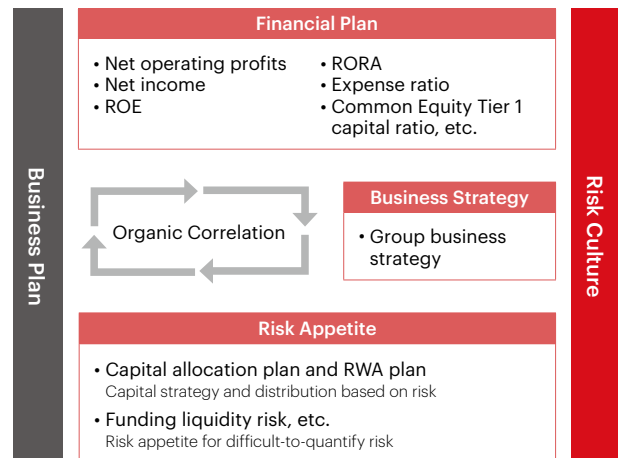 Business Plan
Financial Plan
• Net operating profits
• Net income
• ROE
• RORA
• Expense ratio
• Common Equity Tier 1
capital ratio, etc.
Organic Correlation
Business Strategy
• Group business
strategy
Risk Appetite
• Capital allocation plan and RWA plan
Capital strategy and distribution based on risk
• Funding liquidity risk, etc.
Risk appetite for difficult-to-quantify risk
Risk Culture